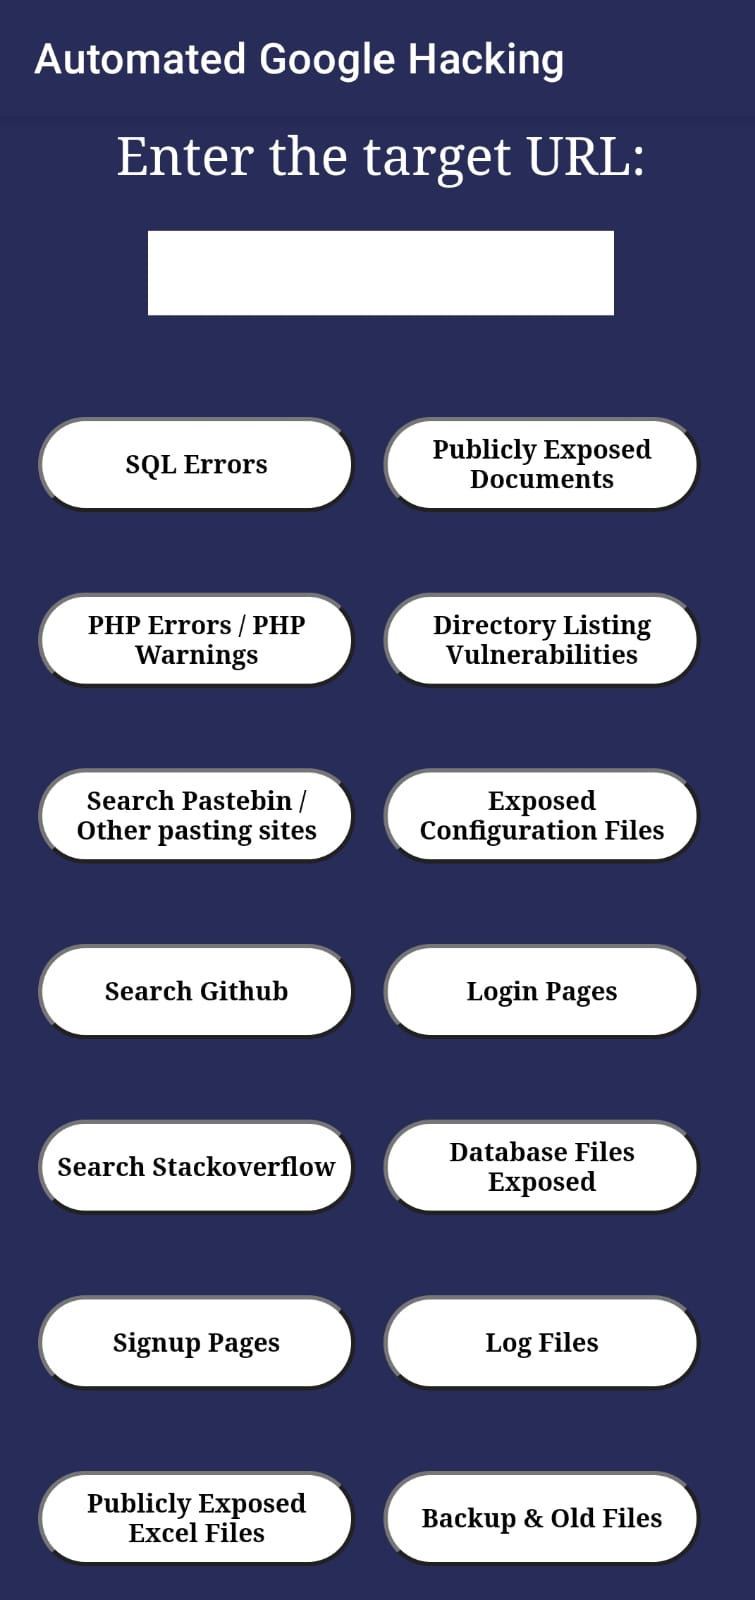 Automated Google Hacking
Enter the target URL:
SQL Errors
Publicly Exposed
Documents
PHP Errors / PHP
Warnings
Directory Listing
Vulnerabilities
Search Pastebin /
Other pasting sites
Exposed
Configuration Files
Search Github
Login Pages
Search Stackoverflow
Database Files
Exposed
Signup Pages
Log Files
Publicly Exposed
Excel Files
Backup & Old Files